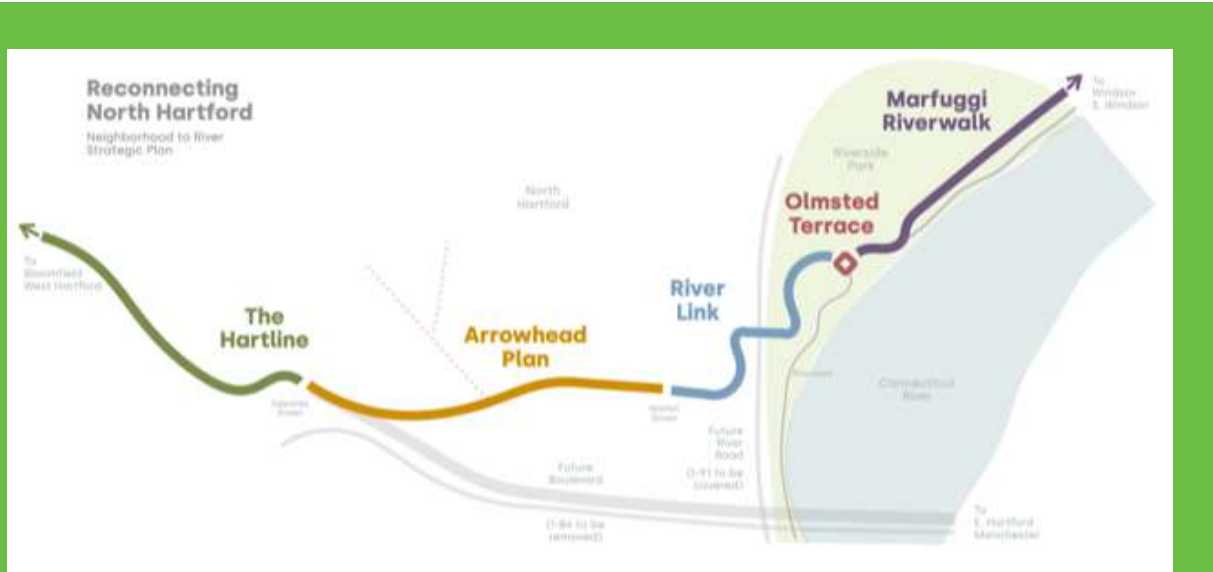 Reconnecting
North Hartford
Neighborhood to River
Strategic Plan
Marfuggi
Riverwalk
To
Windsor
E. Windsor
Riverside
Park
North
Hartford
Olmsted
Terrace
To
Bloomfield
West Hartford
River
Link
The
Hartline
Arrowhead
Plan
Connecticut
River
Market
Street
Future
River
Road
(I-91 to be
covered)
Future
Boulevard
(I-84 to be
removed)
To
E. Hartford
Manchester